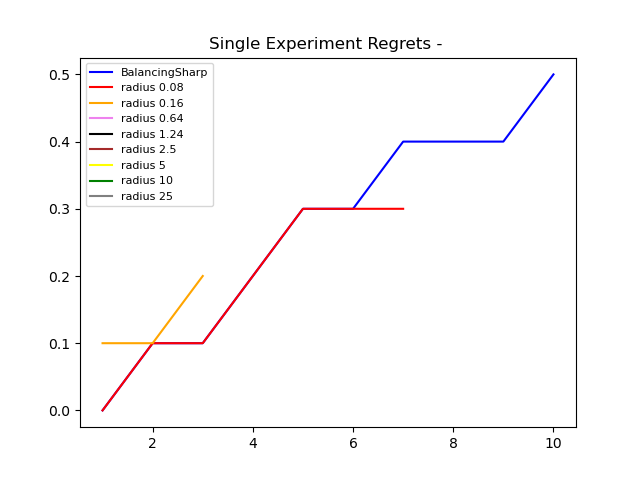 Single Experiment Regrets -
BalancingSharp
radius 0.08
radius 0.16
radius 0.64
radius 1.24
radius 2.5
radius 5
radius 10
radius 25
0.5
0.4
0.3
0.2
0.1
0.0
2 4 6 8 10